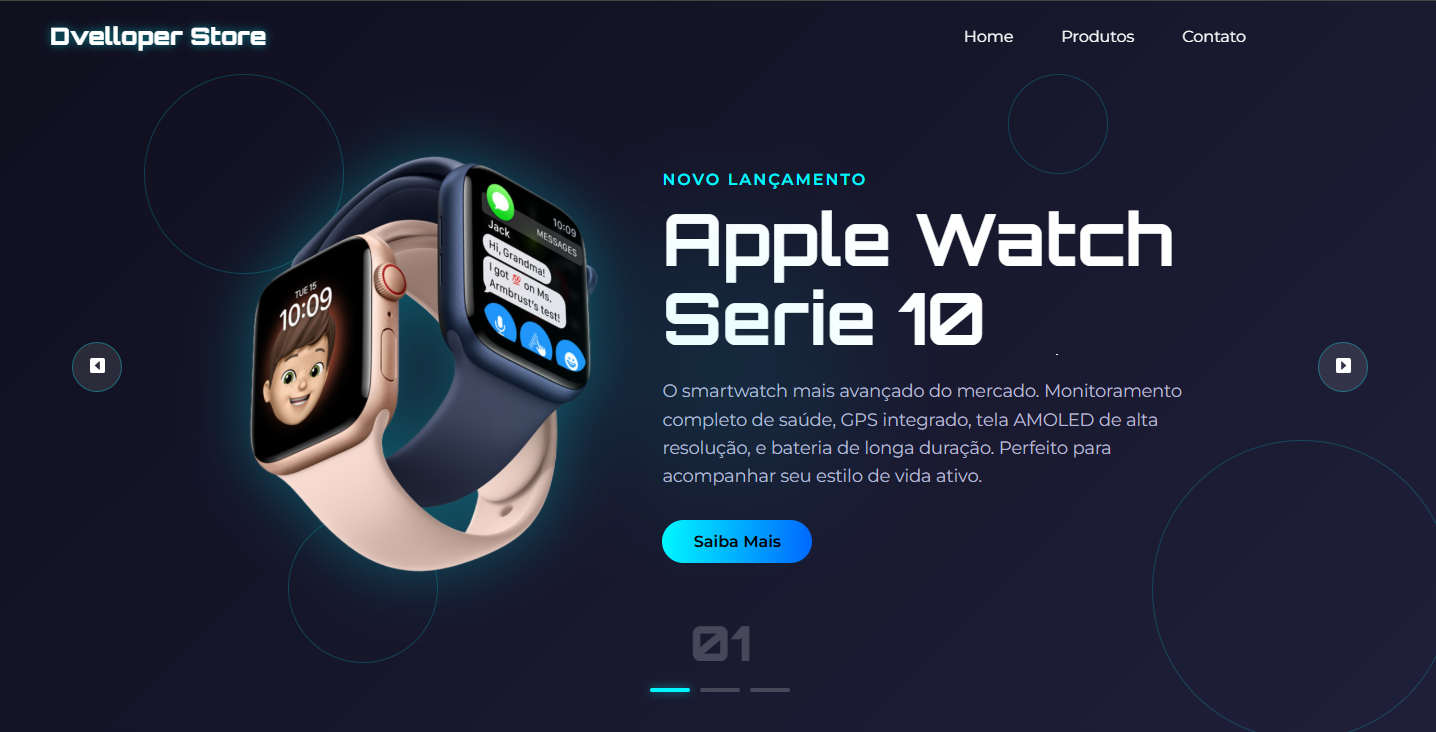 Dvelloper Store
Home
Produtos
Contato
NOVO LANÇAMENTO
Apple Watch
Serie 10
O smartwatch mais avançado do mercado. Monitoramento
completo de saúde, GPS integrado, tela AMOLED de alta
resolução, e bateria de longa duração. Perfeito para
acompanhar seu estilo de vida ativo.
Saiba Mais
TUE 15
10:09
10:09
Jack
MESSAGES
Hi, Grandma!
I got 💯 on Ms.
Armbrust's test!
01